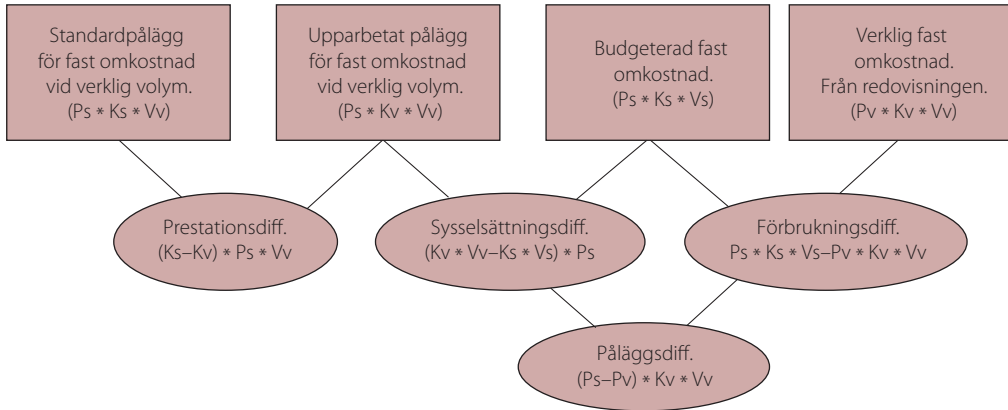 Standardpålägg
för fast omkostnad
vid verklig volym.
(Ps * Ks * Vv)
Upparbetat pålägg
för fast omkostnad
vid verklig volym.
(Ps * Kv * Vv)
Budgeterad fast
omkostnad.
(Ps * Ks * Vs)
Verklig fast
omkostnad.
Från redovisningen.
(Pv * Kv * Vv)
Prestationsdiff.
(Ks–Kv) * Ps * Vv
Sysselsättningsdiff.
(Kv * Vv–Ks * Vs) * Ps
Förbrukningsdiff.
Ps * Ks * Vs–Pv * Kv * Vv
Påläggsdiff.
(Ps–Pv) * Kv * Vv